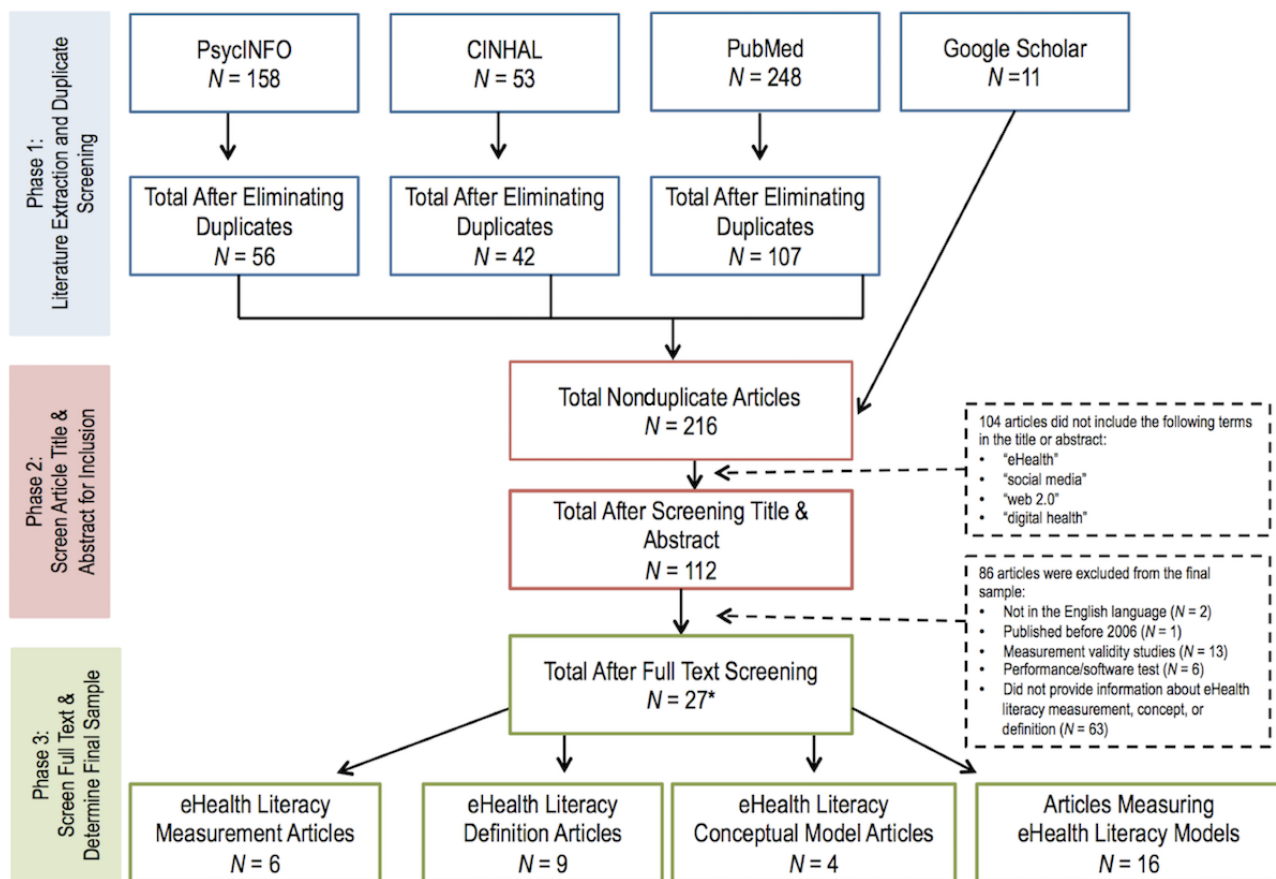 Phase 1:
Literature Extraction and Duplicate
Screening
PsycINFO
N = 158
CINHAL
N = 53
PubMed
N = 248
Google Scholar
N =11
Total After Eliminating
Duplicates
N = 56
Total After Eliminating
Duplicates
N = 42
Total After Eliminating
Duplicates
N = 107
Phase 2:
Screen Article Title &
Abstract for Inclusion
Total Nonduplicate Articles
N = 216
104 articles did not include the following terms
in the title or abstract:
• "eHealth"
• "social media"
• "web 2.0"
• "digital health"
Total After Screening Title &
Abstract
N = 112
86 articles were excluded from the final
sample:
• Not in the English language (N = 2)
• Published before 2006 (N = 1)
• Measurement validity studies (N = 13)
• Performance/software test (N = 6)
• Did not provide information about eHealth
literacy measurement, concept, or
definition (N = 63)
Phase 3:
Screen Full Text &
Determine Final Sample
Total After Full Text Screening
N = 27*
eHealth Literacy
Measurement Articles
N = 6
eHealth Literacy
Definition Articles
N = 9
eHealth Literacy
Conceptual Model Articles
N = 4
Articles Measuring
eHealth Literacy Models
N = 16